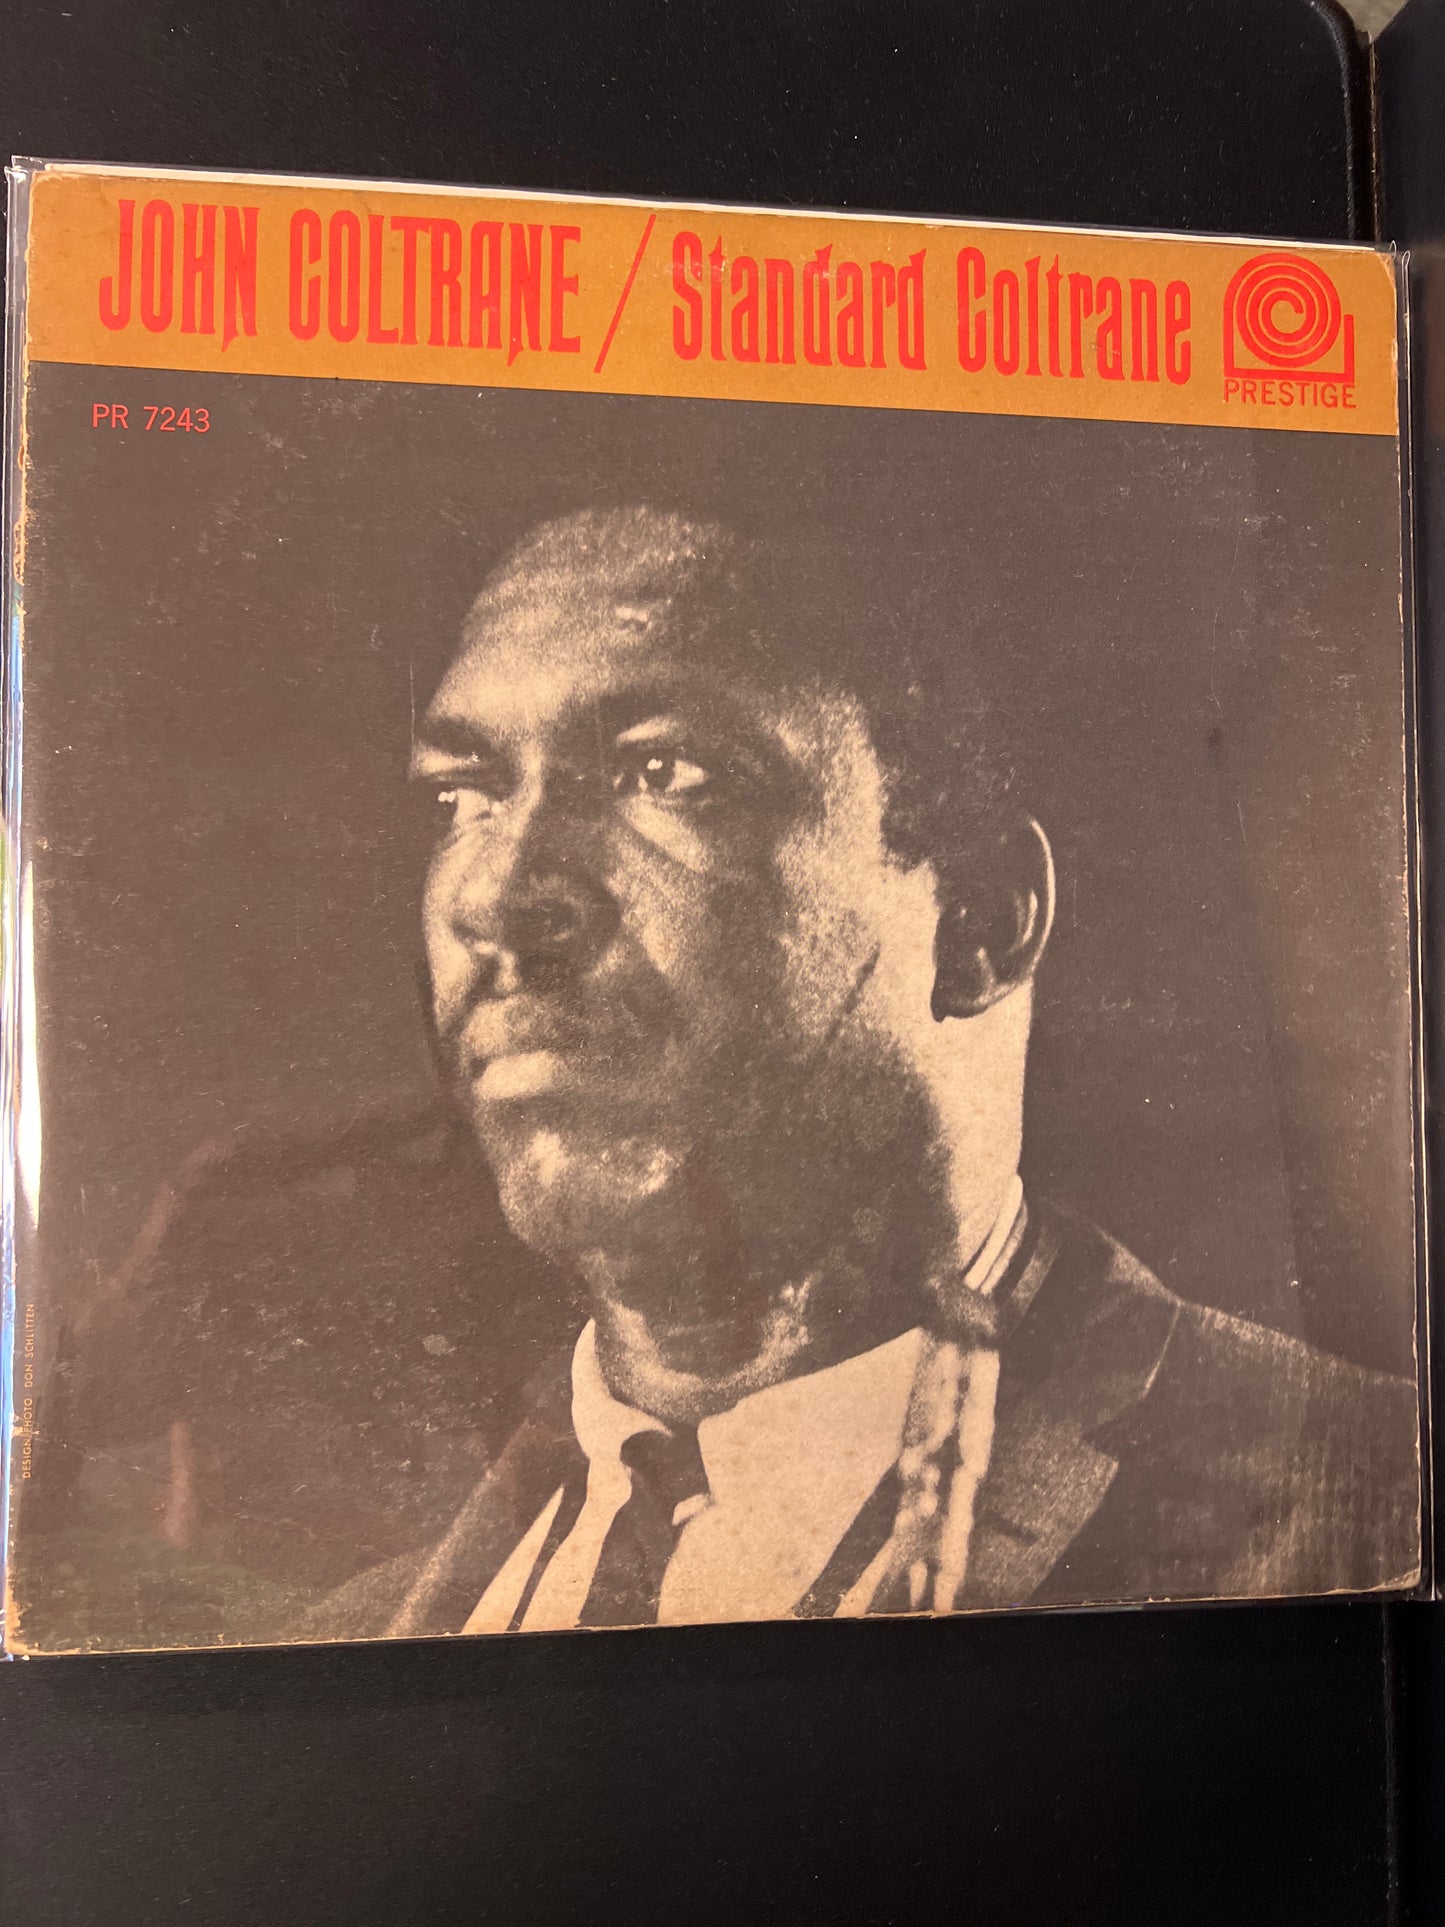 JOHN COLTRANE / Standard Coltrane
PRESTIGE
PR 7243
DESIGN/PHOTO DON SCHLITTEN